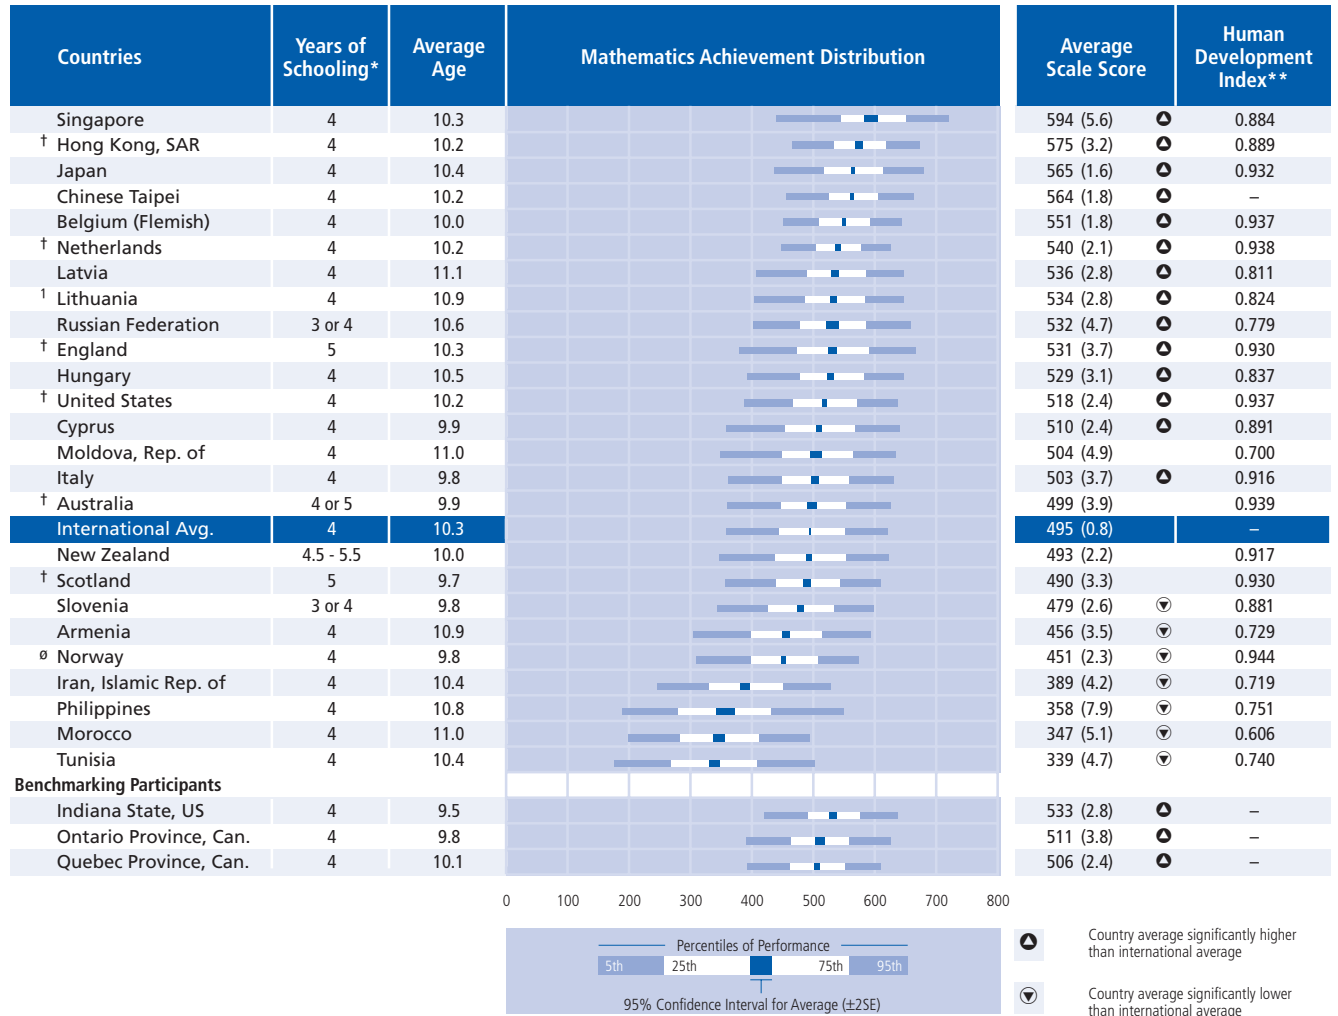 Countries Years of Schooling* Average Age Mathematics Achievement Distribution Average Scale Score Human Development Index**
Singapore 4 10.3 594 (5.6) 0.884
† Hong Kong, SAR 4 10.2 575 (3.2) 0.889
Japan 4 10.4 565 (1.6) 0.932
Chinese Taipei 4 10.2 564 (1.8) –
Belgium (Flemish) 4 10.0 551 (1.8) 0.937
† Netherlands 4 10.2 540 (2.1) 0.938
Latvia 4 11.1 536 (2.8) 0.811
1 Lithuania 4 10.9 534 (2.8) 0.824
Russian Federation 3 or 4 10.6 532 (4.7) 0.779
† England 5 10.3 531 (3.7) 0.930
Hungary 4 10.5 529 (3.1) 0.837
† United States 4 10.2 518 (2.4) 0.937
Cyprus 4 9.9 510 (2.4) 0.891
Moldova, Rep. of 4 11.0 504 (4.9) 0.700
Italy 4 9.8 503 (3.7) 0.916
† Australia 4 or 5 9.9 499 (3.9) 0.939
International Avg. 4 10.3 495 (0.8) –
New Zealand 4.5 - 5.5 10.0 493 (2.2) 0.917
† Scotland 5 9.7 490 (3.3) 0.930
Slovenia 3 or 4 9.8 479 (2.6) 0.881
Armenia 4 10.9 456 (3.5) 0.729
ø Norway 4 9.8 451 (2.3) 0.944
Iran, Islamic Rep. of 4 10.4 389 (4.2) 0.719
Philippines 4 10.8 358 (7.9) 0.751
Morocco 4 11.0 347 (5.1) 0.606
Tunisia 4 10.4 339 (4.7) 0.740
Benchmarking Participants
Indiana State, US 4 9.5 533 (2.8) –
Ontario Province, Can. 4 9.8 511 (3.8) –
Quebec Province, Can. 4 10.1 506 (2.4) –
0 100 200 300 400 500 600 700 800
Percentiles of Performance
5th 25th 75th 95th
95% Confidence Interval for Average (±2SE)
Country average significantly higher
than international average
Country average significantly lower
than international average